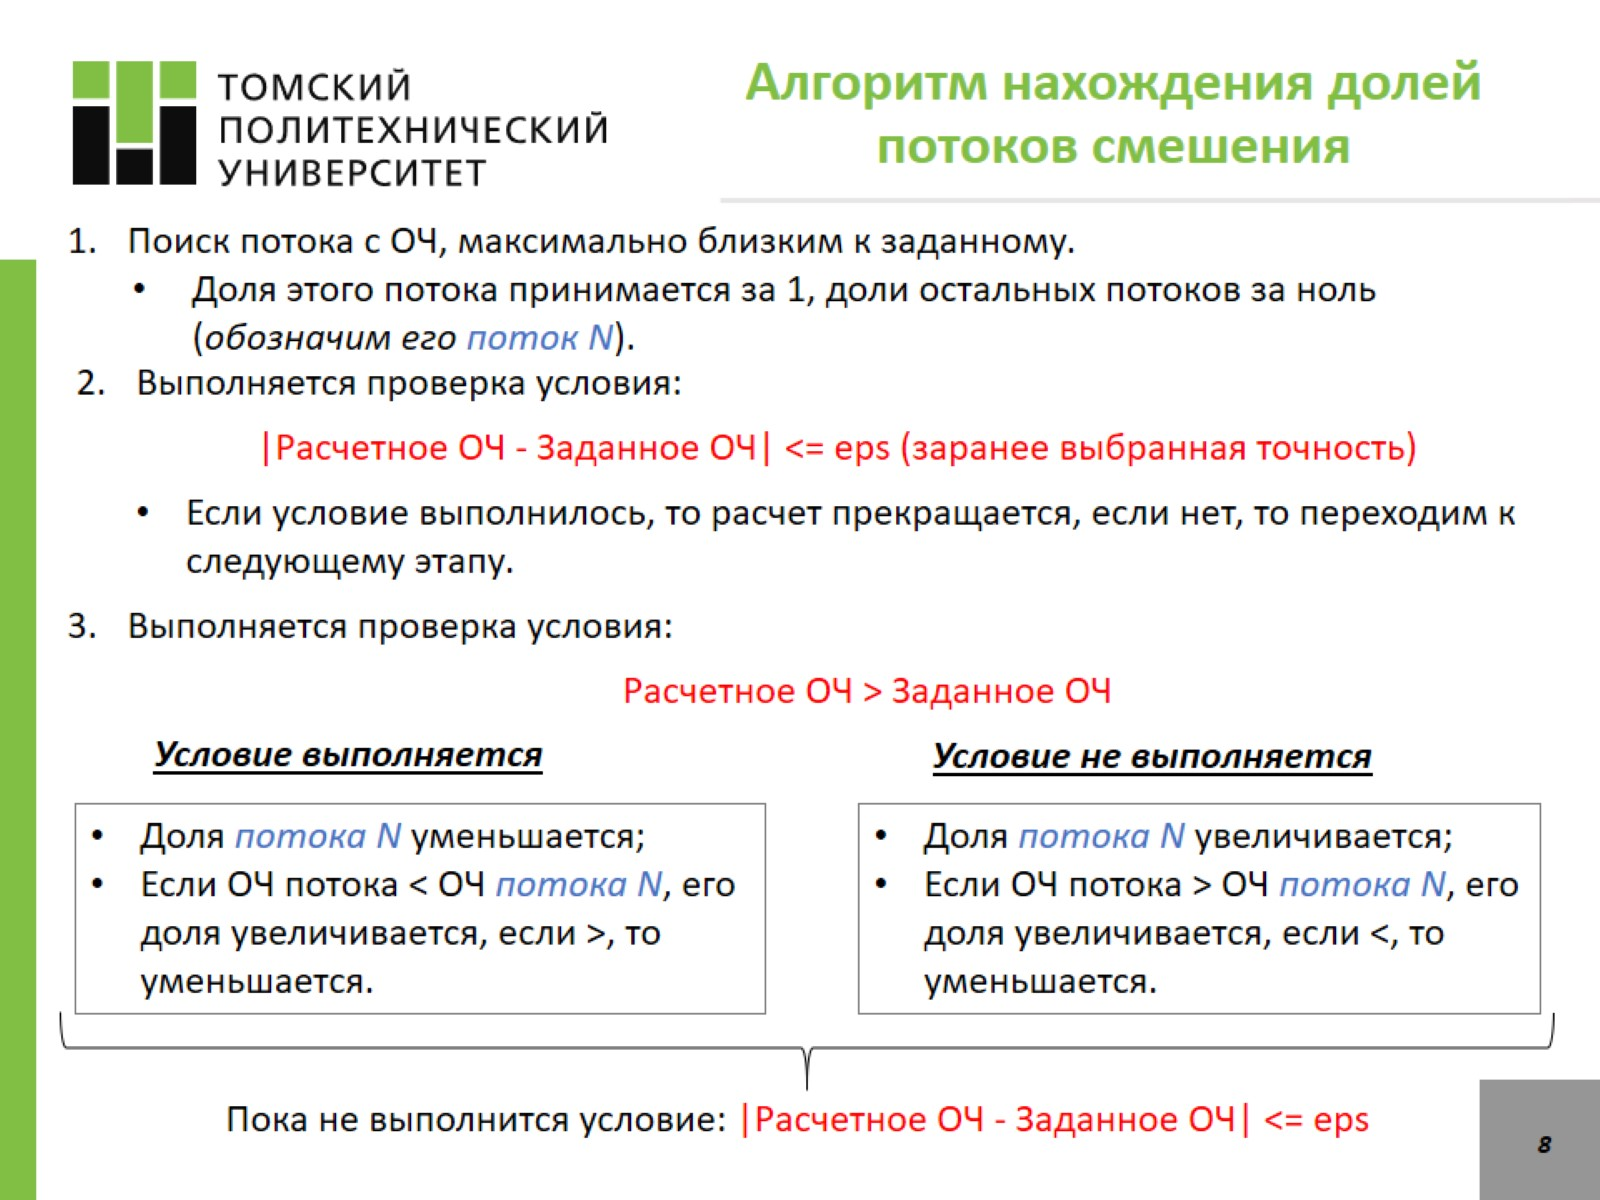 ТОМСКИЙ
ПОЛИТЕХНИЧЕСКИЙ
УНИВЕРСИТЕТ
Алгоритм нахождения долей
потоков смешения
1. Поиск потока с ОЧ, максимально близким к заданному.
• Доля этого потока принимается за 1, доли остальных потоков за ноль
(обозначим его поток N).
2. Выполняется проверка условия:
|Расчетное ОЧ - Заданное ОЧ| <= eps (заранее выбранная точность)
• Если условие выполнилось, то расчет прекращается, если нет, то переходим к
следующему этапу.
3. Выполняется проверка условия:
Расчетное ОЧ > Заданное ОЧ
Условие выполняется
• Доля потока N уменьшается;
• Если ОЧ потока < ОЧ потока N, его
доля увеличивается, если >, то
уменьшается.
Условие не выполняется
• Доля потока N увеличивается;
• Если ОЧ потока > ОЧ потока N, его
доля увеличивается, если <, то
уменьшается.
Пока не выполнится условие: |Расчетное ОЧ - Заданное ОЧ| <= eps
8